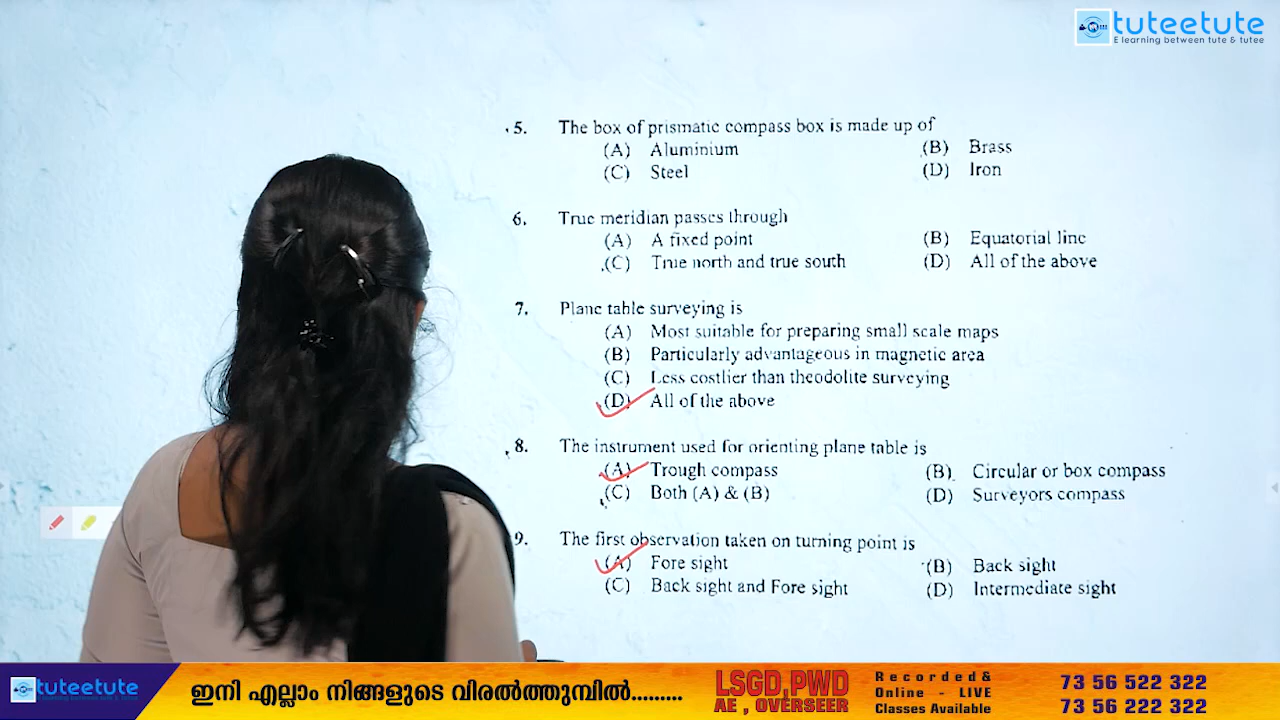 tuteetute
E learning between tute & tutee
5. The box of prismatic compass box is made up of
(A) Aluminium (B) Brass
(C) Steel (D) Iron
6. True meridian passes through
(A) A fixed point (B) Equatorial line
(C) True north and true south (D) All of the above
7. Plane table surveying is
(A) Most suitable for preparing small scale maps
(B) Particularly advantageous in magnetic area
(C) Less costlier than theodolite surveying
(D) All of the above
8. The instrument used for orienting plane table is
(A) Trough compass (B) Circular or box compass
(C) Both (A) & (B) (D) Surveyors compass
9. The first observation taken on turning point is
(A) Fore sight (B) Back sight
(C) Back sight and Fore sight (D) Intermediate sight
tuteetute
E learning between tute & tutee
ഇനി എല്ലാം നിങ്ങളുടെ വിരൽത്തുമ്പിൽ.........
LSGD,PWD
AE , OVERSEER
Recorded &
Online - LIVE
Classes Available
73 56 522 322
73 56 222 322